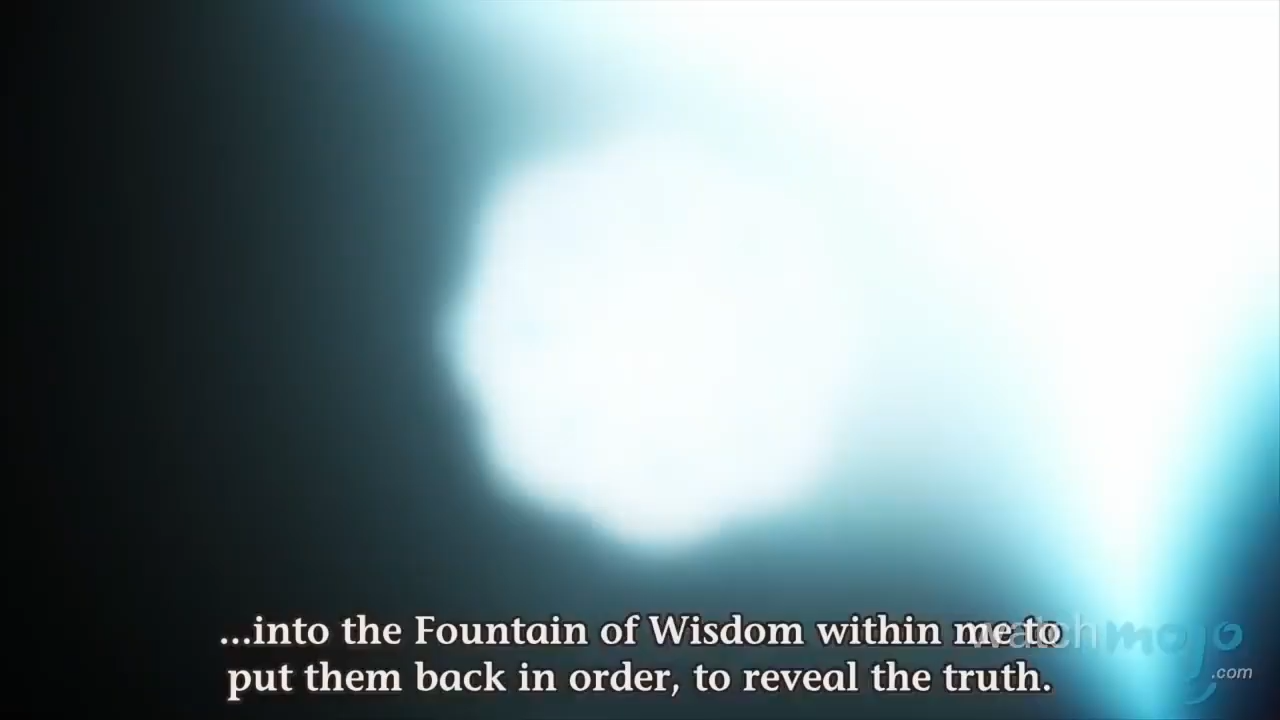 ...into the Fountain of Wisdom within me to
put them back in order, to reveal the truth.
watchmojo
.com